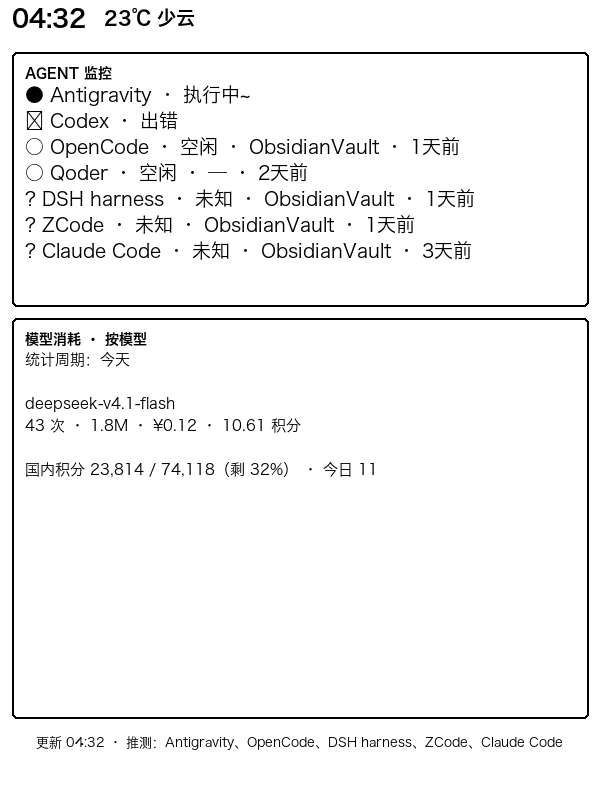 04:32 23℃ 少云
AGENT 监控
● Antigravity · 执行中~
☒ Codex · 出错
○ OpenCode · 空闲 · ObsidianVault · 1天前
○ Qoder · 空闲 · — · 2天前
? DSH harness · 未知 · ObsidianVault · 1天前
? ZCode · 未知 · ObsidianVault · 1天前
? Claude Code · 未知 · ObsidianVault · 3天前
模型消耗 · 按模型
统计周期：今天
deepseek-v4.1-flash
43 次 · 1.8M · ¥0.12 · 10.61 积分
国内积分 23,814 / 74,118（剩 32%） · 今日 11
更新 04:32 · 推测：Antigravity、OpenCode、DSH harness、ZCode、Claude Code